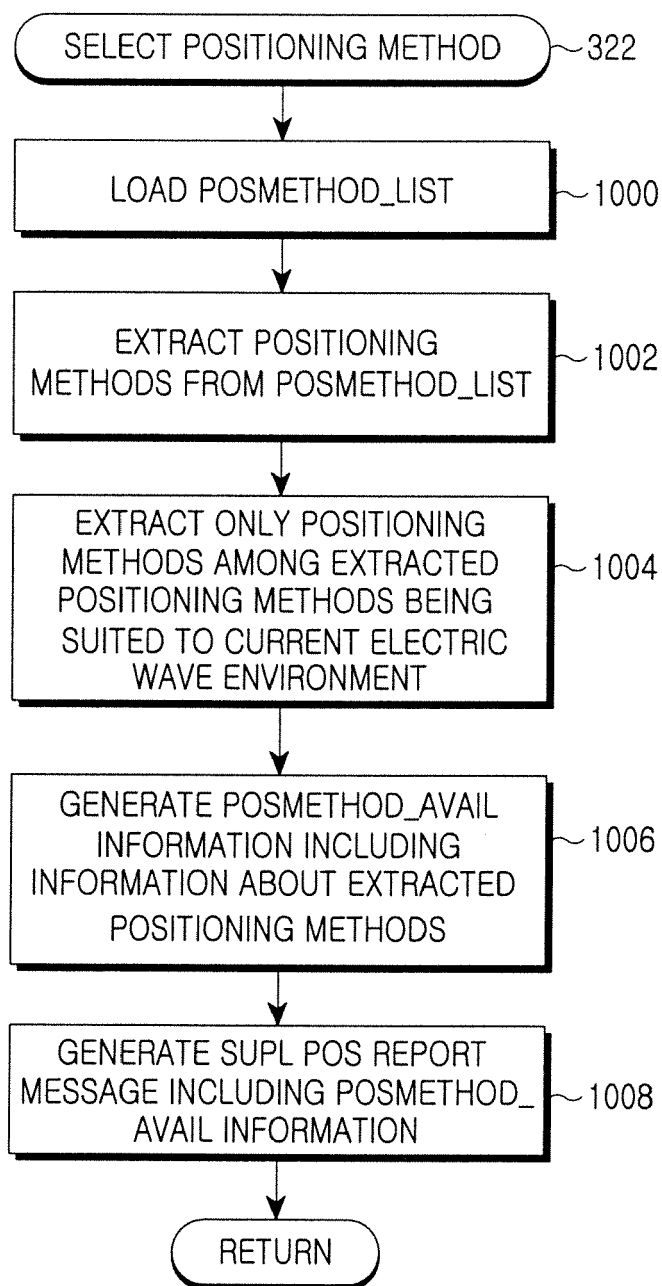 SELECT POSITIONING METHOD
322
LOAD POSMETHOD_LIST
1000
EXTRACT POSITIONING
METHODS FROM POSMETHOD_LIST
1002
EXTRACT ONLY POSITIONING
METHODS AMONG EXTRACTED
POSITIONING METHODS BEING
SUITED TO CURRENT ELECTRIC
WAVE ENVIRONMENT
1004
GENERATE POSMETHOD_AVAIL
INFORMATION INCLUDING
INFORMATION ABOUT EXTRACTED
POSITIONING METHODS
1006
GENERATE SUPL POS REPORT
MESSAGE INCLUDING POSMETHOD_
AVAIL INFORMATION
1008
RETURN